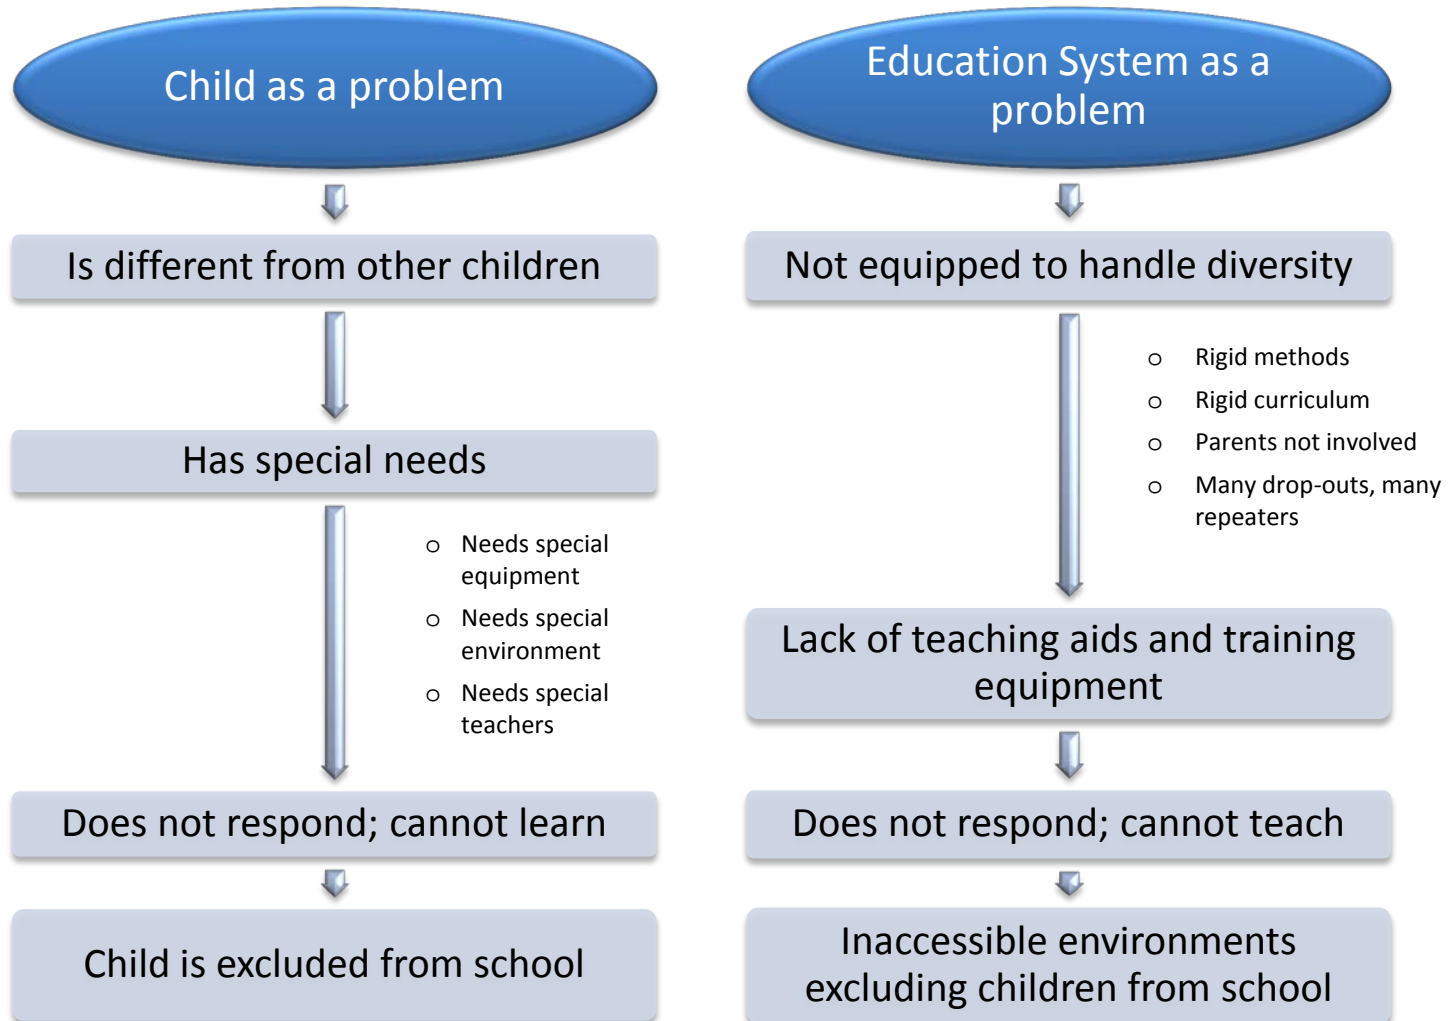 Child as a problem
Is different from other children
Has special needs
o Needs special
equipment
o Needs special
environment
o Needs special
teachers
Does not respond; cannot learn
Child is excluded from school
Education System as a
problem
Not equipped to handle diversity
o Rigid methods
o Rigid curriculum
o Parents not involved
o Many drop-outs, many
repeaters
Lack of teaching aids and training
equipment
Does not respond; cannot teach
Inaccessible environments
excluding children from school